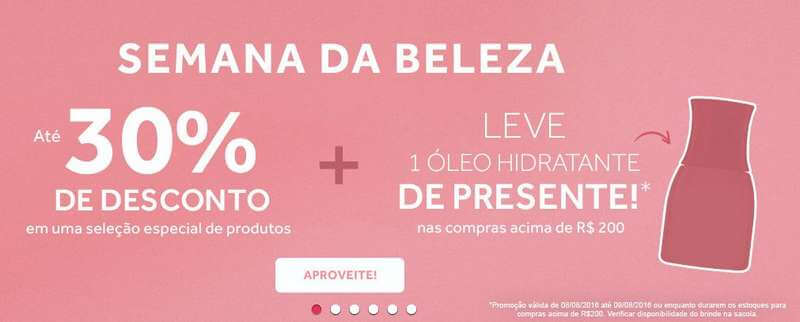 SEMANA DA BELEZA
Até 30%
DE DESCONTO
em uma seleção especial de produtos
+
LEVE
1 ÓLEO HIDRATANTE
DE PRESENTE!*
nas compras acima de R$ 200
APROVEITE!
*Promoção válida de 08/08/2016 até 09/08/2016 ou enquanto durarem os estoques para
compras acima de R$200. Verificar disponibilidade do brinde na sacola.